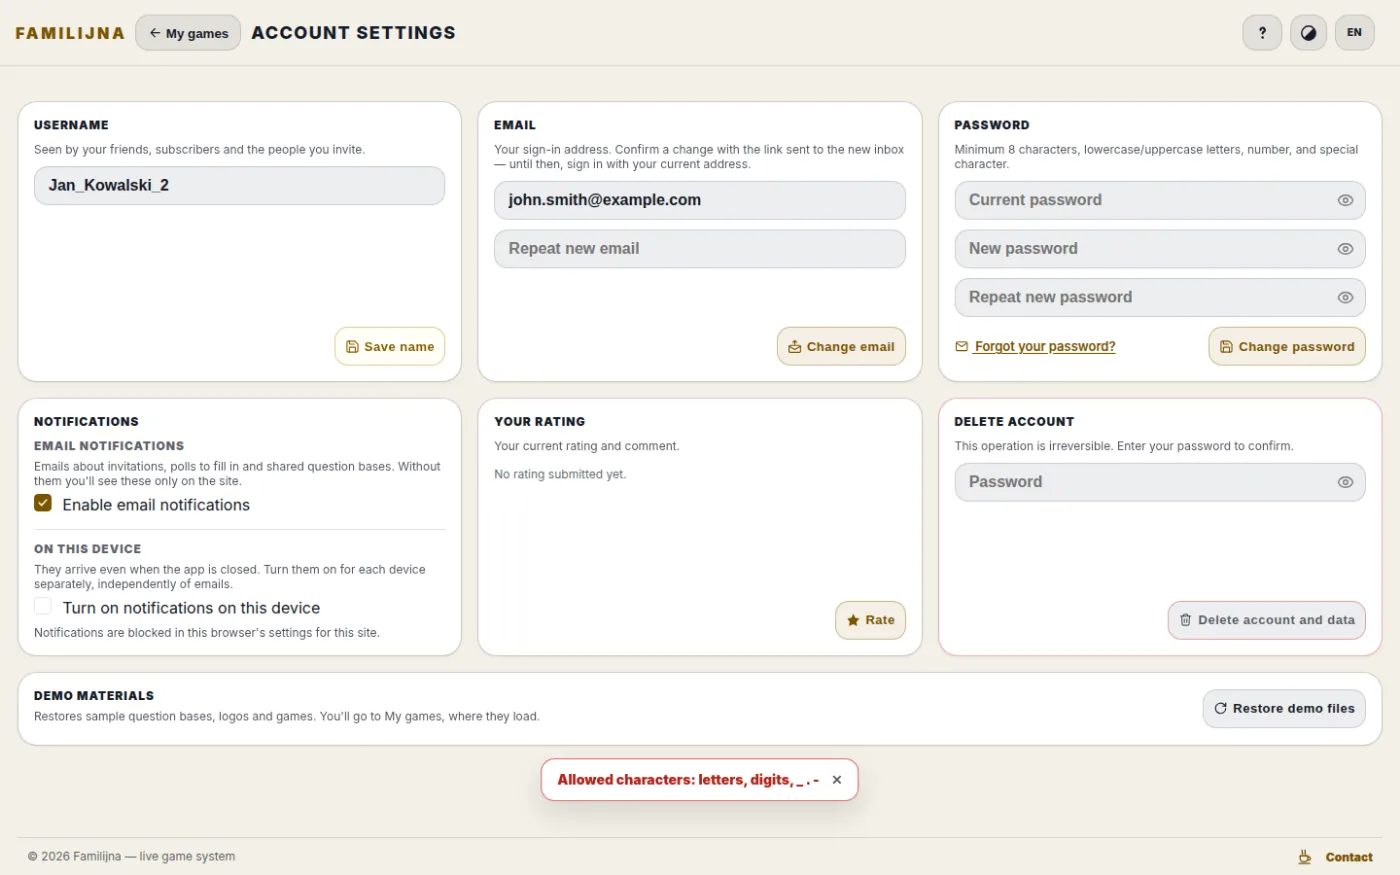 FAMILIJNA
← My games
ACCOUNT SETTINGS
?
EN
USERNAME
Seen by your friends, subscribers and the people you invite.
Jan_Kowalski_2
Save name
EMAIL
Your sign-in address. Confirm a change with the link sent to the new inbox
— until then, sign in with your current address.
john.smith@example.com
Repeat new email
Change email
PASSWORD
Minimum 8 characters, lowercase/uppercase letters, number, and special
character.
Current password
New password
Repeat new password
Forgot your password?
Change password
NOTIFICATIONS
EMAIL NOTIFICATIONS
Emails about invitations, polls to fill in and shared question bases. Without
them you'll see these only on the site.
Enable email notifications
ON THIS DEVICE
They arrive even when the app is closed. Turn them on for each device
separately, independently of emails.
Turn on notifications on this device
Notifications are blocked in this browser's settings for this site.
YOUR RATING
Your current rating and comment.
No rating submitted yet.
Rate
DELETE ACCOUNT
This operation is irreversible. Enter your password to confirm.
Password
Delete account and data
DEMO MATERIALS
Restores sample question bases, logos and games. You'll go to My games, where they load.
Restore demo files
Allowed characters: letters, digits, _ . -
© 2026 Familijna — live game system
Contact